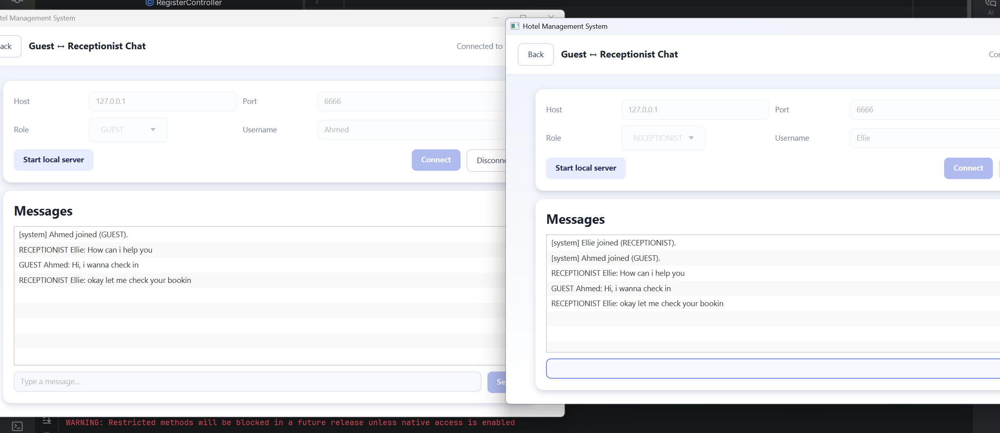 RegisterController
2
AI
tel Management System
ack
Guest ↔ Receptionist Chat
Connected to
Host
127.0.0.1
Port
6666
Role
GUEST
Username
Ahmed
Start local server
Connect
Disconne
Messages
[system] Ahmed joined (GUEST).
RECEPTIONIST Ellie: How can i help you
GUEST Ahmed: Hi, i wanna check in
RECEPTIONIST Ellie: okay let me check your bookin
Type a message...
Se
Hotel Management System
Back
Guest ↔ Receptionist Chat
Con
Host
127.0.0.1
Port
6666
Role
RECEPTIONIST
Username
Ellie
Start local server
Connect
Messages
[system] Ellie joined (RECEPTIONIST).
[system] Ahmed joined (GUEST).
RECEPTIONIST Ellie: How can i help you
GUEST Ahmed: Hi, i wanna check in
RECEPTIONIST Ellie: okay let me check your bookin
WARNING: Restricted methods will be blocked in a future release unless native access is enabled